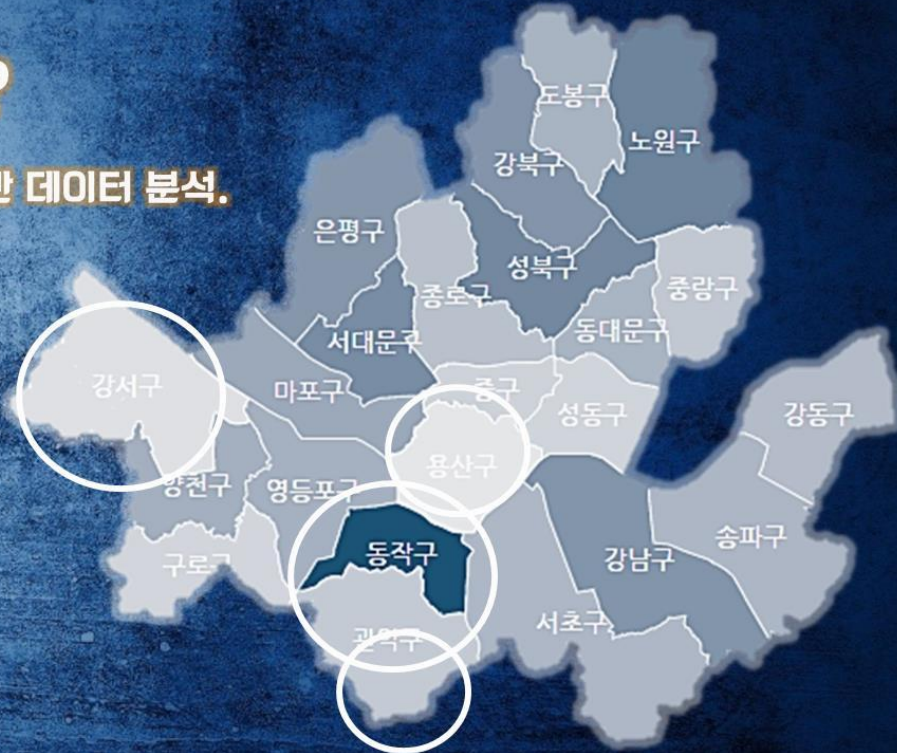 ?
반 데이터 분석.
도봉구
노원구
강북구
은평구
성북구
종로구
중랑구
서대문구
동대문구
강서구
마포구
중구
성동구
강동구
용산구
양천구
영등포구
송파구
동작구
강남구
구로구
서초구
관악구